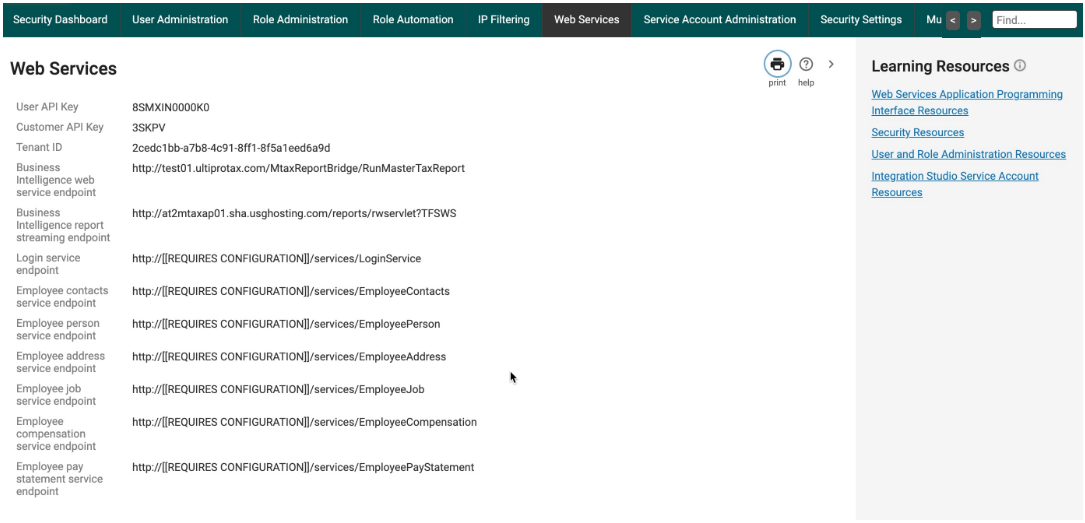 Security Dashboard User Administration Role Administration Role Automation IP Filtering Web Services Service Account Administration Security Settings Mu < > Find...
Web Services
print help
User API Key 8SMXIN0000K0
Customer API Key 3SKPV
Tenant ID 2cedc1bb-a7b8-4c91-8ff1-8f5a1eed6a9d
Business http://test01.ultiprotax.com/MtaxReportBridge/RunMasterTaxReport
Intelligence web
service endpoint
Business http://at2mtaxap01.sha.usghosting.com/reports/rwservlet?TFSWS
Intelligence report
streaming endpoint
Login service http://[[REQUIRES CONFIGURATION]]/services/LoginService
endpoint
Employee contacts http://[[REQUIRES CONFIGURATION]]/services/EmployeeContacts
service endpoint
Employee person http://[[REQUIRES CONFIGURATION]]/services/EmployeePerson
service endpoint
Employee address http://[[REQUIRES CONFIGURATION]]/services/EmployeeAddress
service endpoint
Employee job http://[[REQUIRES CONFIGURATION]]/services/EmployeeJob
service endpoint
Employee http://[[REQUIRES CONFIGURATION]]/services/EmployeeCompensation
compensation
service endpoint
Employee pay http://[[REQUIRES CONFIGURATION]]/services/EmployeePayStatement
statement service
endpoint
Learning Resources
Web Services Application Programming
Interface Resources
Security Resources
User and Role Administration Resources
Integration Studio Service Account
Resources